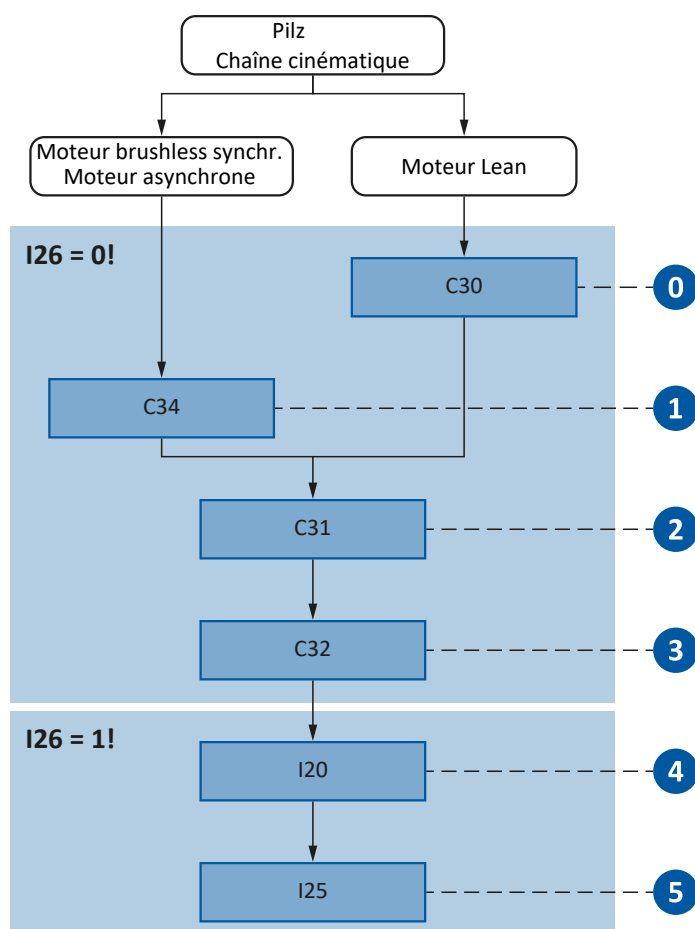 Pilz
Chaîne cinématique
Moteur brushless synchr.
Moteur asynchrone
Moteur Lean
I26 = 0!
C30
0
C34
1
C31
2
C32
3
I26 = 1!
I20
4
I25
5